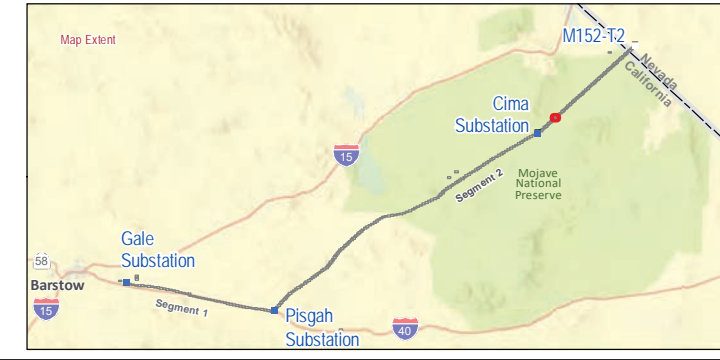 Map Extent
M152-T2
Nevada
California
Cima
Substation
15
Segment 2
Mojave
National
Preserve
Gale
Substation
58
Barstow
15
Segment 1
Pisgah
Substation
40